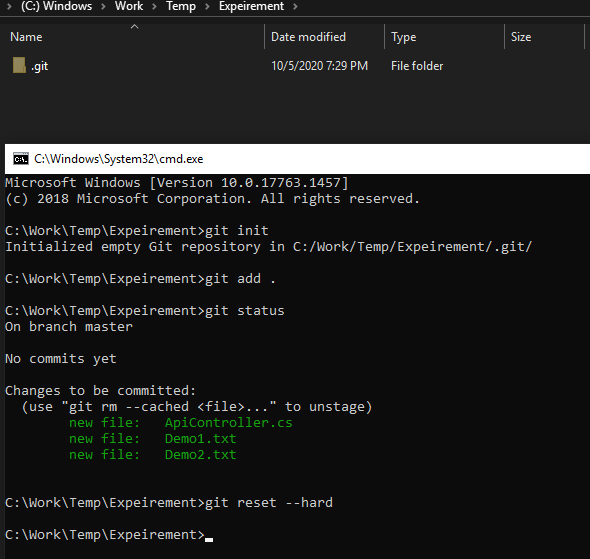 (C:) Windows > Work > Temp > Expeirement >
Name Date modified Type Size
.git 10/5/2020 7:29 PM File folder
C:\Windows\System32\cmd.exe
Microsoft Windows [Version 10.0.17763.1457]
(c) 2018 Microsoft Corporation. All rights reserved.
C:\Work\Temp\Expeirement>git init
Initialized empty Git repository in C:/Work/Temp/Expeirement/.git/
C:\Work\Temp\Expeirement>git add .
C:\Work\Temp\Expeirement>git status
On branch master
No commits yet
Changes to be committed:
(use "git rm --cached <file>..." to unstage)
new file: ApiController.cs
new file: Demo1.txt
new file: Demo2.txt
C:\Work\Temp\Expeirement>git reset --hard
C:\Work\Temp\Expeirement>